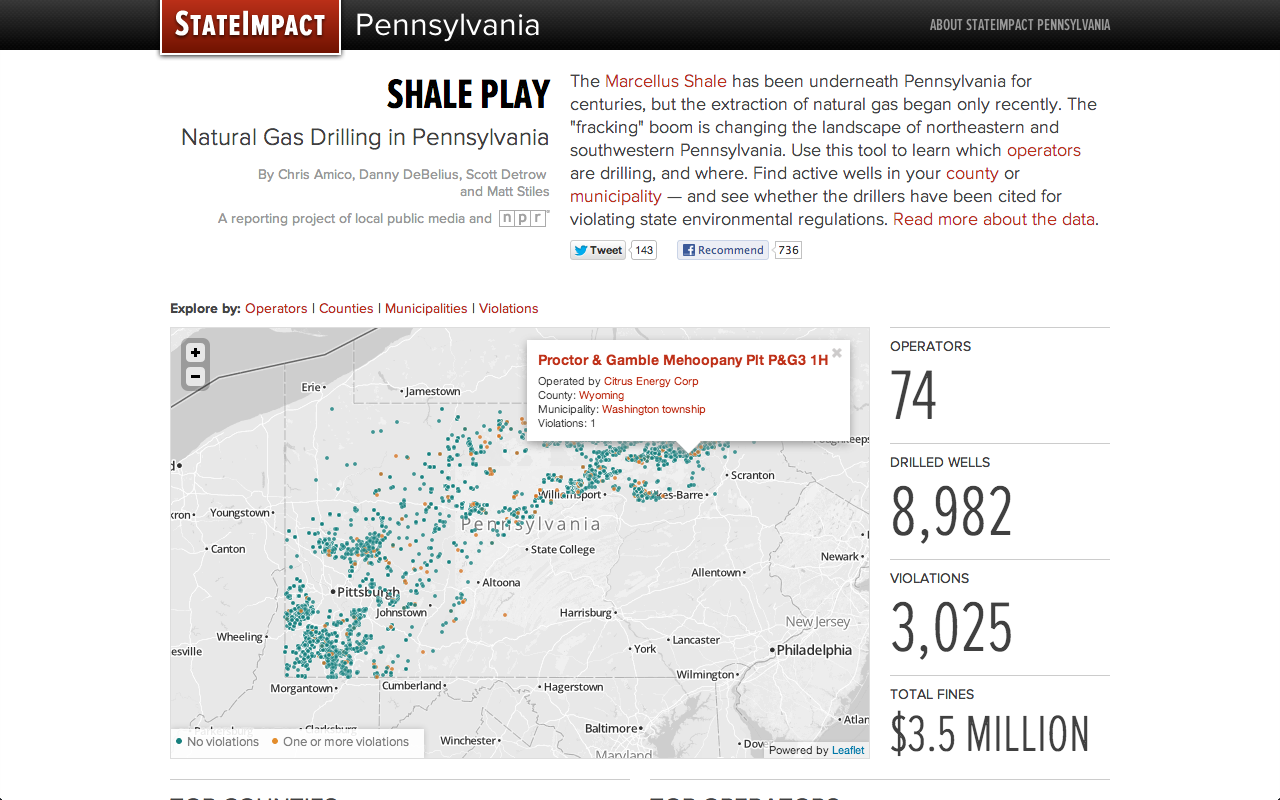 STATEIMPACT Pennsylvania
ABOUT STATEIMPACT PENNSYLVANIA
SHALE PLAY
Natural Gas Drilling in Pennsylvania
By Chris Amico, Danny DeBelius, Scott Detrow
and Matt Stiles
A reporting project of local public media and npr
The Marcellus Shale has been underneath Pennsylvania for
centuries, but the extraction of natural gas began only recently. The
"fracking" boom is changing the landscape of northeastern and
southwestern Pennsylvania. Use this tool to learn which operators
are drilling, and where. Find active wells in your county or
municipality — and see whether the drillers have been cited for
violating state environmental regulations. Read more about the data.
Tweet 143
Recommend 736
Explore by: Operators | Counties | Municipalities | Violations
+
−
Proctor & Gamble Mehoopany Plt P&G3 1H
Operated by Citrus Energy Corp
County: Wyoming
Municipality: Washington township
Violations: 1
Erie
Jamestown
Scranton
Williamsport
Youngstown
Pennsylvania
Canton
State College
Newark
Allentown
Altoona
Pittsburgh
Johnstown
Harrisburg
New Jersey
Wheeling
Lancaster
York
Philadelphia
esville
Wilmington
Morgantown
Cumberland
Hagerstown
Baltimore
Winchester
Maryland
No violations
One or more violations
Powered by Leaflet
OPERATORS
74
DRILLED WELLS
8,982
VIOLATIONS
3,025
TOTAL FINES
$3.5 MILLION
TOP COUNTIES
TOP OPERATORS